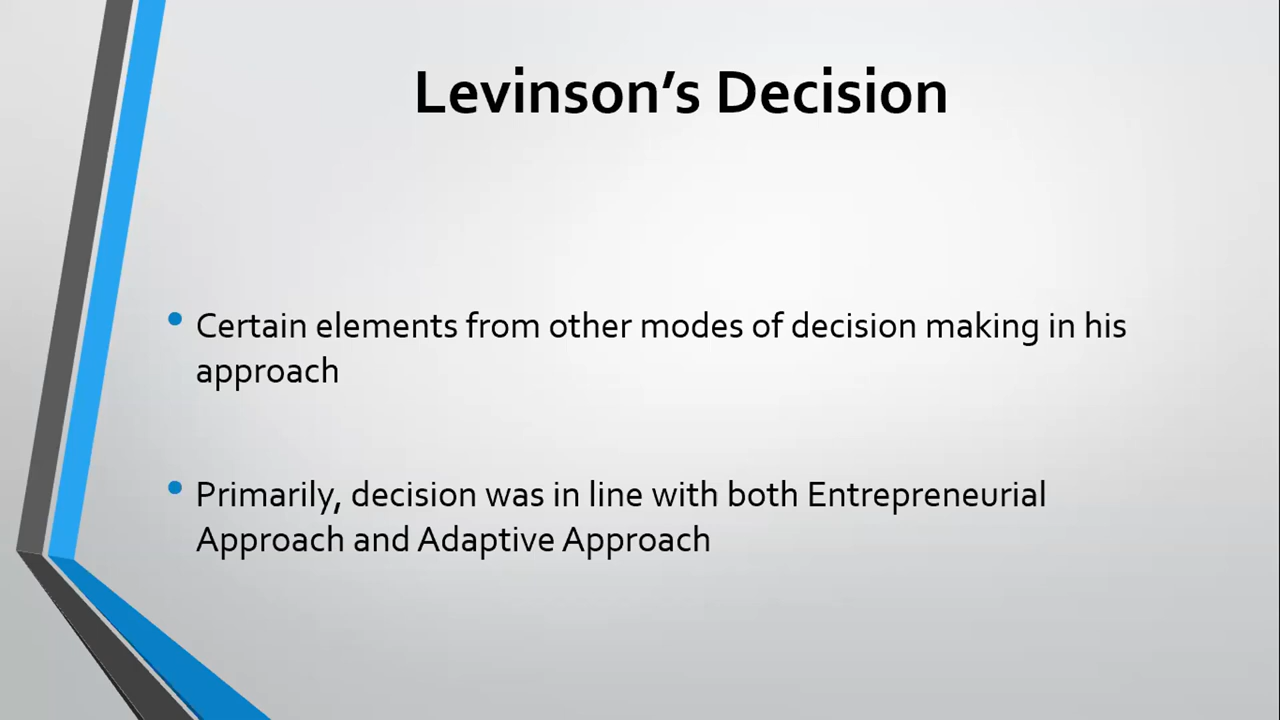 Levinson’s Decision
• Certain elements from other modes of decision making in his
approach
• Primarily, decision was in line with both Entrepreneurial
Approach and Adaptive Approach